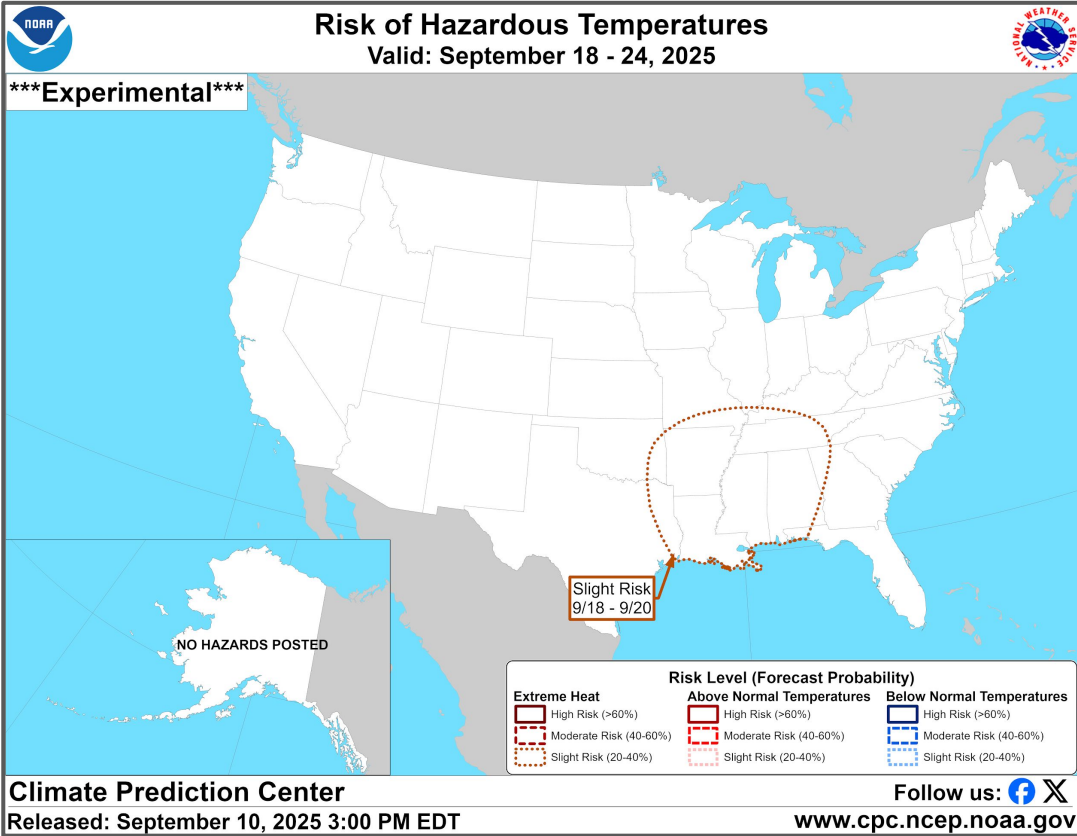 NOAA
Risk of Hazardous Temperatures
Valid: September 18 - 24, 2025
NATIONAL WEATHER SERVICE
***Experimental***
Slight Risk
9/18 - 9/20
NO HAZARDS POSTED
Risk Level (Forecast Probability)
Extreme Heat
High Risk (>60%)
Moderate Risk (40-60%)
Slight Risk (20-40%)
Above Normal Temperatures
High Risk (>60%)
Moderate Risk (40-60%)
Slight Risk (20-40%)
Below Normal Temperatures
High Risk (>60%)
Moderate Risk (40-60%)
Slight Risk (20-40%)
Climate Prediction Center
Follow us:
Released: September 10, 2025 3:00 PM EDT
www.cpc.ncep.noaa.gov